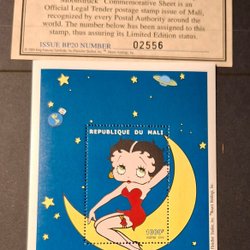 "Moonstruck" Commemorative Sheet is an
Official Legal Tender postage stamp issue of Mali,
recognized by every Postal Authority around the
world. The number below has been assigned to this
stamp, thus assuring its Limited Edition status.
ISSUE BP20 NUMBER 02556
REPUBLIQUE DU MALI
1000F